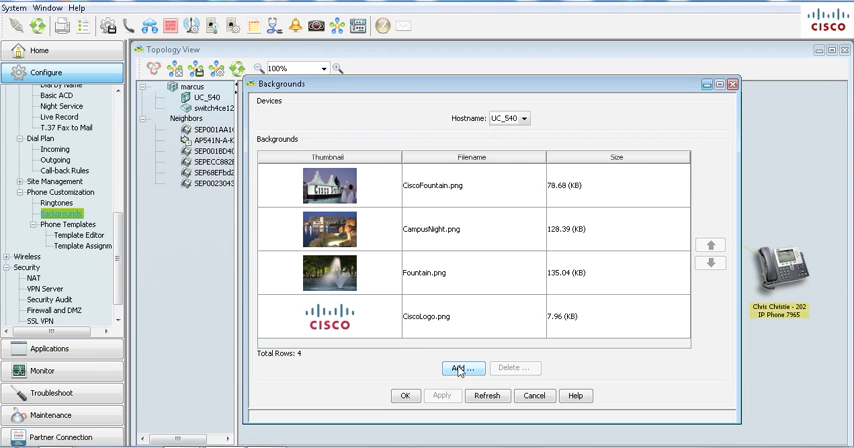 System Window Help
CISCO
Home
Configure
Dial by Name
Basic ACD
Night Service
Live Record
T.37 Fax to Mail
Dial Plan
Incoming
Outgoing
Call-back Rules
Site Management
Phone Customization
Ringtones
Backgrounds
Phone Templates
Template Editor
Template Assignm
Wireless
Security
NAT
VPN Server
Security Audit
Firewall and DMZ
SSL VPN
Applications
Monitor
Troubleshoot
Maintenance
Partner Connection
Topology View
100%
marcus
UC_540
switch4ce12
Neighbors
SEP001AA1
AP541N-A-K
SEP001BD40
SEPECC882
SEP68EFbd2
SEP0023043
Backgrounds
Devices
Hostname: UC_540
Backgrounds
Thumbnail Filename Size
CiscoFountain.png 78.68 (KB)
CampusNight.png 128.39 (KB)
Fountain.png 135.04 (KB)
CISCO CiscoLogo.png 7.96 (KB)
Total Rows: 4
Add ... Delete ...
OK Apply Refresh Cancel Help
Chris Christie - 202
IP Phone 7965